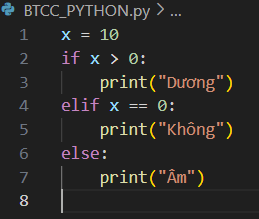 BTCC_PYTHON.py > ...
1 x = 10
2 if x > 0:
3     print("Dương")
4 elif x == 0:
5     print("Không")
6 else:
7     print("Âm")
8